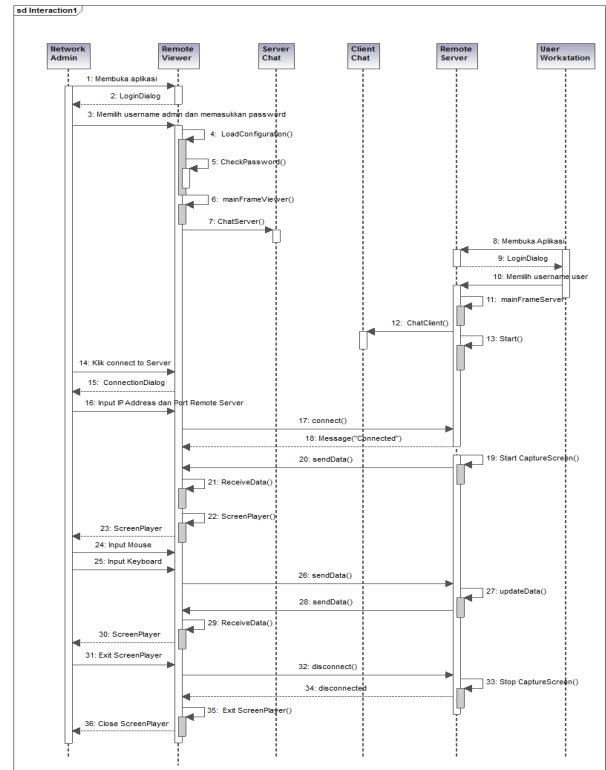 sd Interaction1
Network Admin
Remote Viewer
Server Chat
Client Chat
Remote Server
User Workstation
1: Membuka aplikasi
2: LoginDialog
3: Memilih username admin dan memasukkan password
4: LoadConfiguration()
5: CheckPassword()
6: mainFrameViewer()
7: ChatServer()
8: Membuka Aplikasi
9: LoginDialog
10: Memilih username user
11: mainFrameServer
12: ChatClient()
13: Start()
14: Klik connect to Server
15: ConnectionDialog
16: Input IP Address dan Port Remote Server
17: connect()
18: Message("Connected")
19: Start CaptureScreen()
20: sendData()
21: ReceiveData()
22: ScreenPlayer()
23: ScreenPlayer
24: Input Mouse
25: Input Keyboard
26: sendData()
27: updateData()
28: sendData()
29: ReceiveData()
30: ScreenPlayer
31: Exit ScreenPlayer
32: disconnect()
33: Stop CaptureScreen()
34: disconnected
35: Exit ScreenPlayer()
36: Close ScreenPlayer